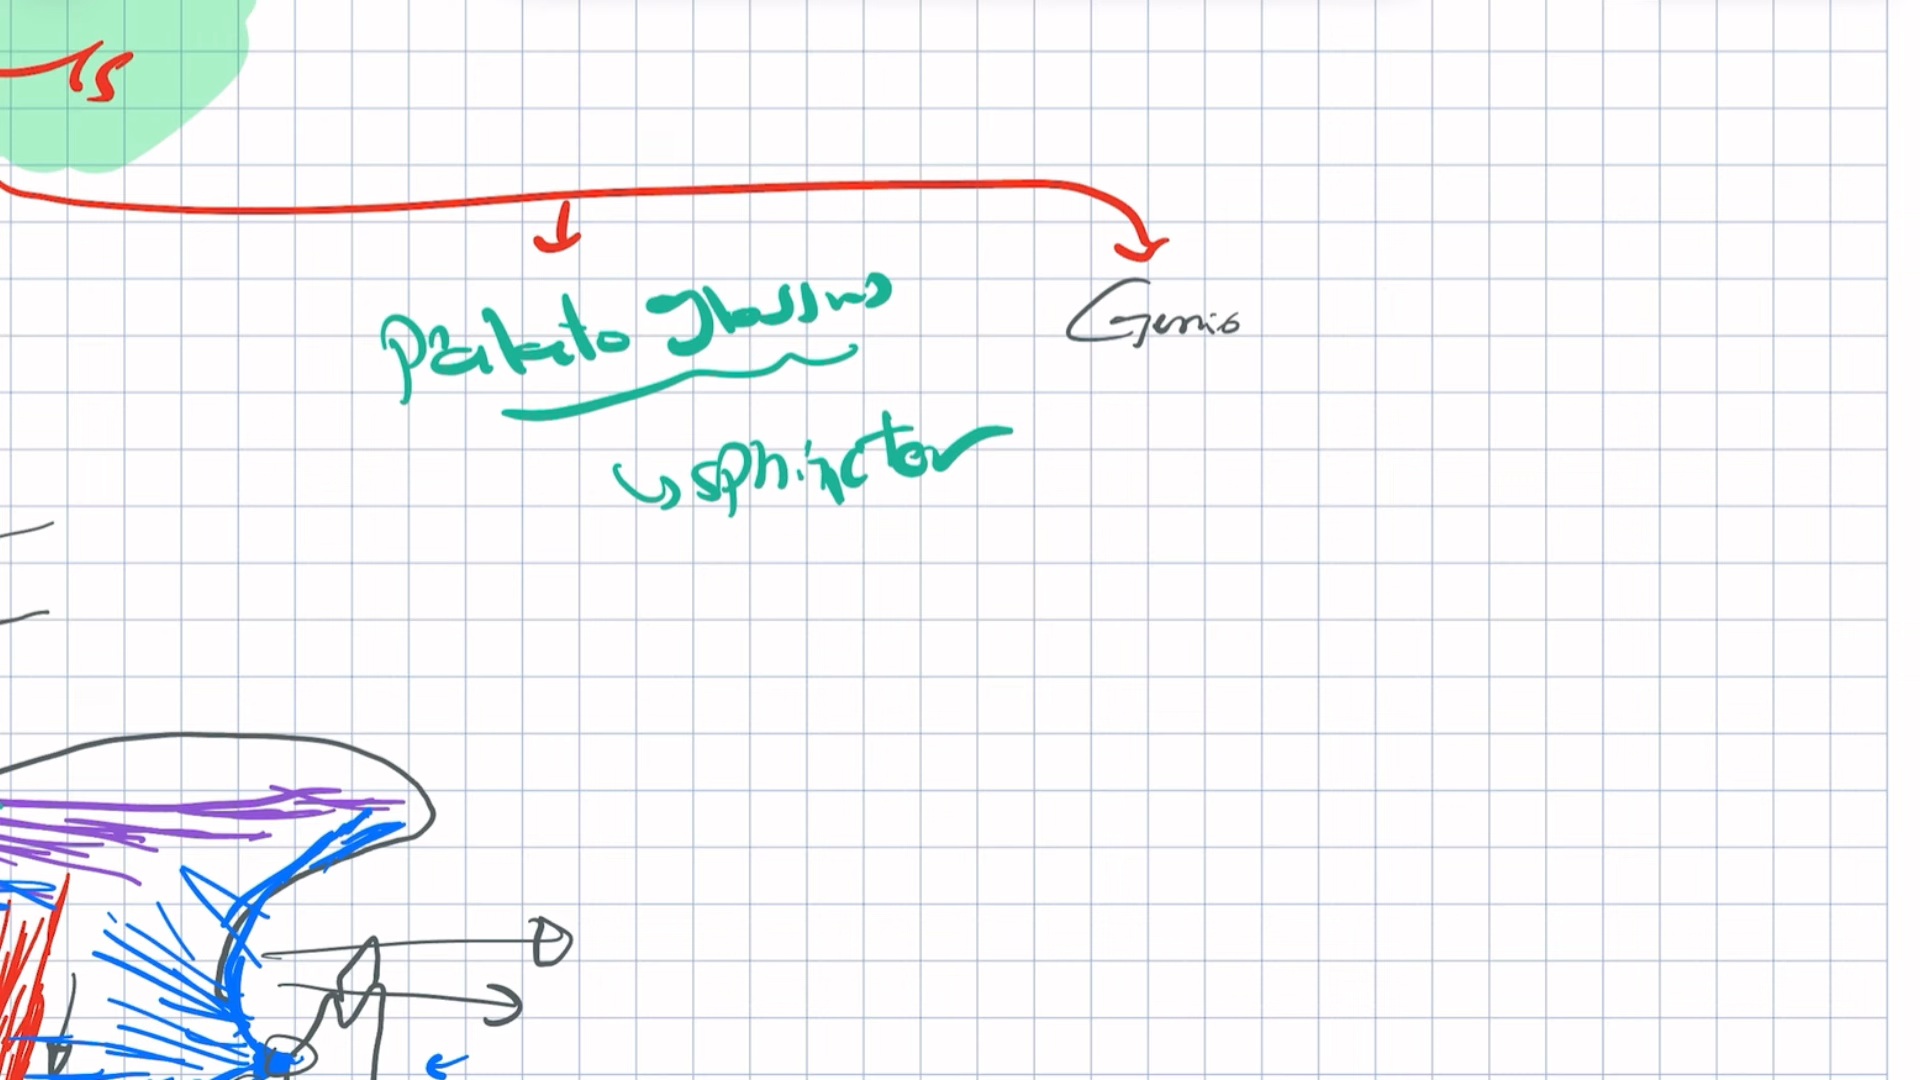 Palato glossus
Genio
↳ sphincter